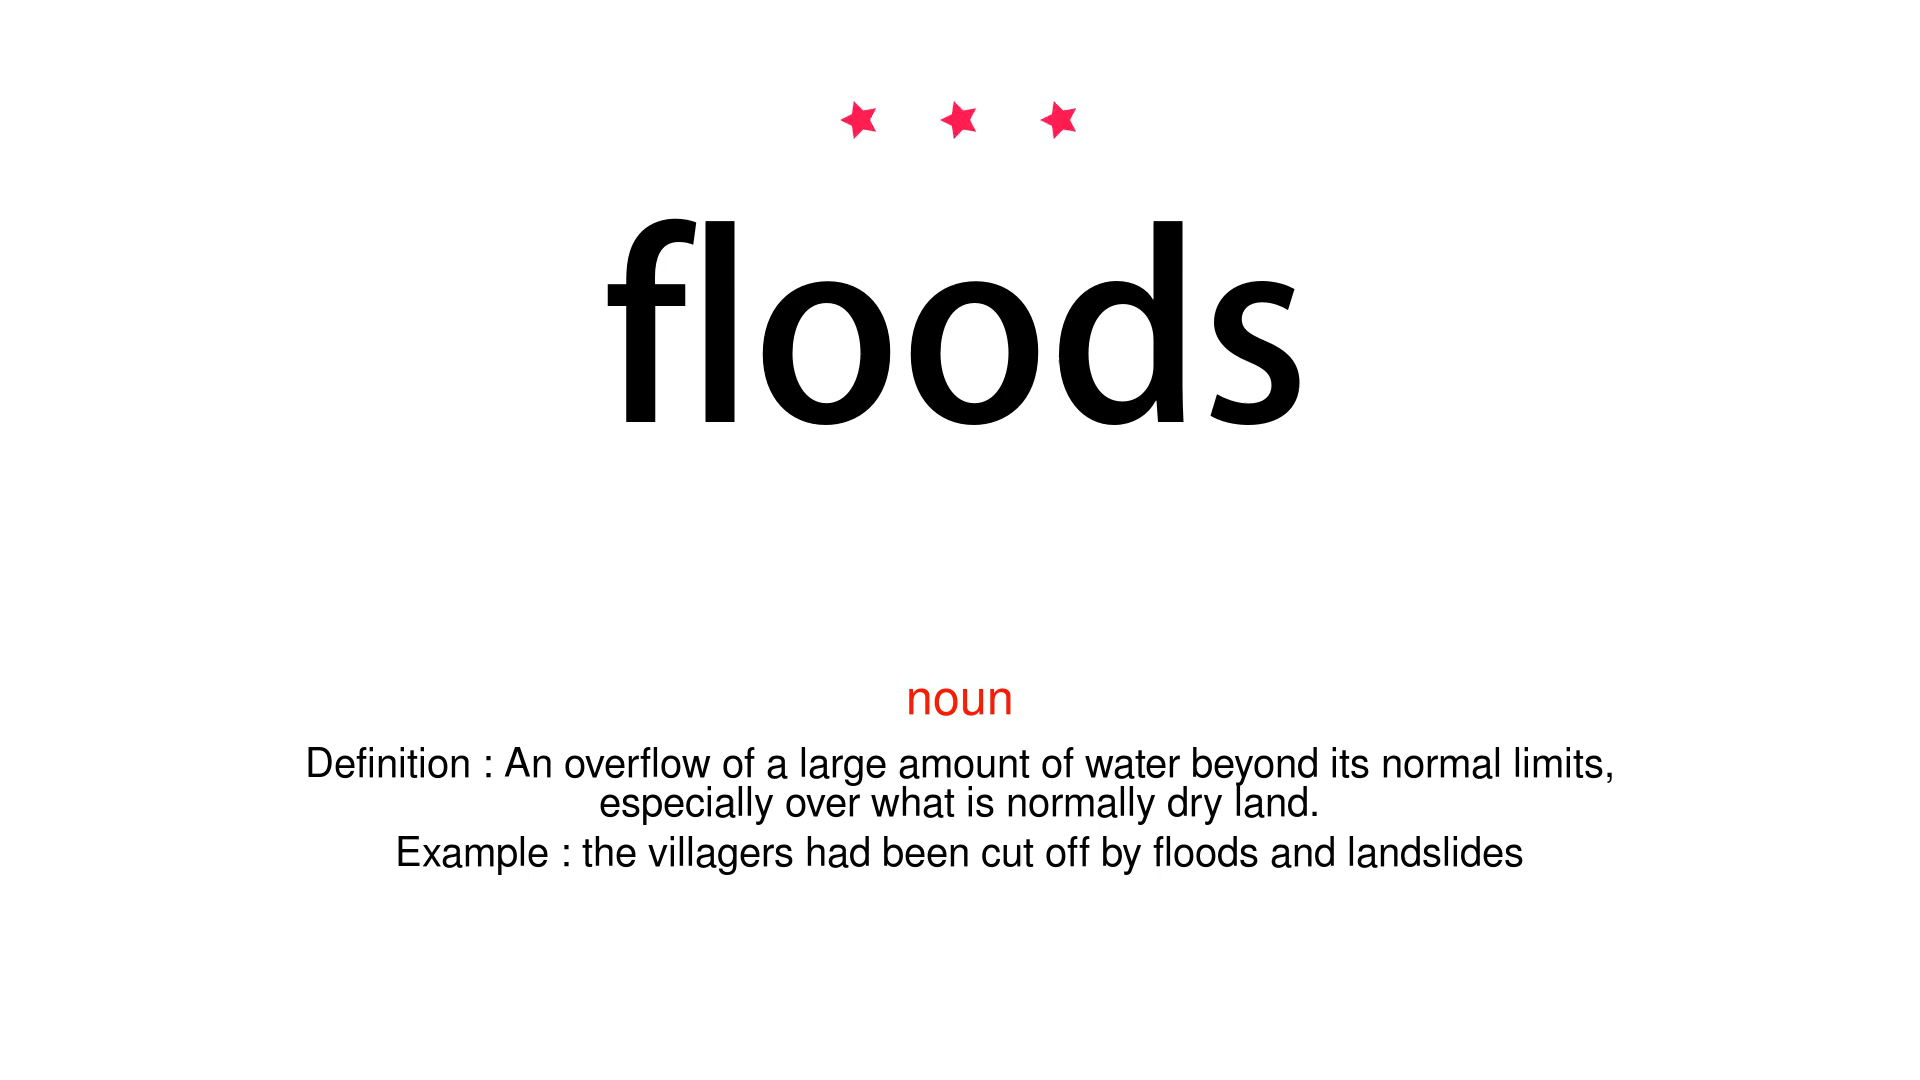 floods
noun
Definition : An overflow of a large amount of water beyond its normal limits,
especially over what is normally dry land.
Example : the villagers had been cut off by floods and landslides